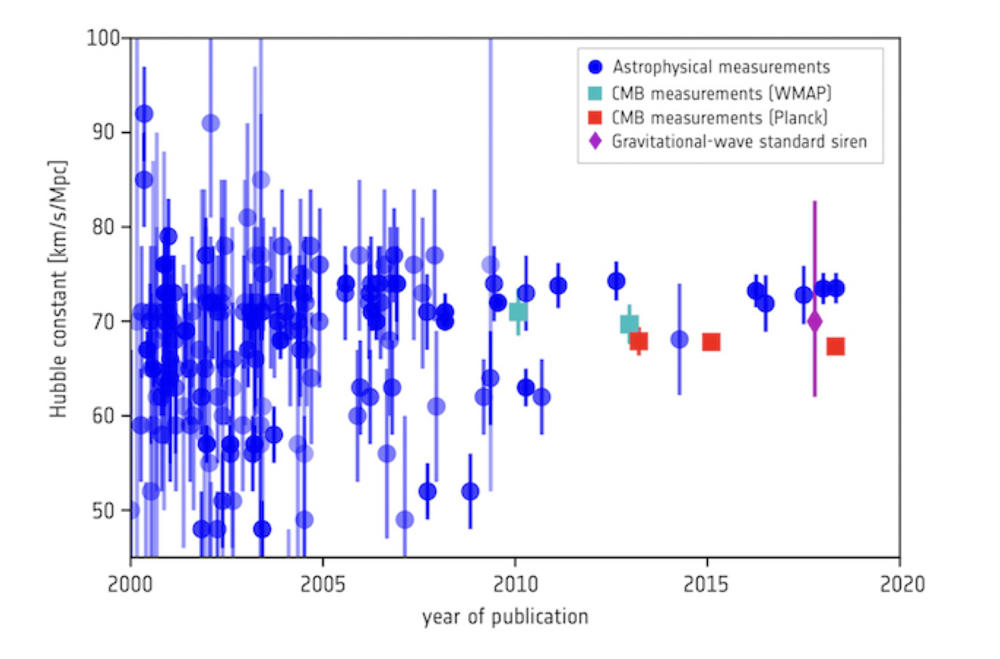 100
90
80
70
60
50
Hubble constant [km/s/Mpc]
Astrophysical measurements
CMB measurements (WMAP)
CMB measurements (Planck)
Gravitational-wave standard siren
2000 2005 2010 2015 2020
year of publication